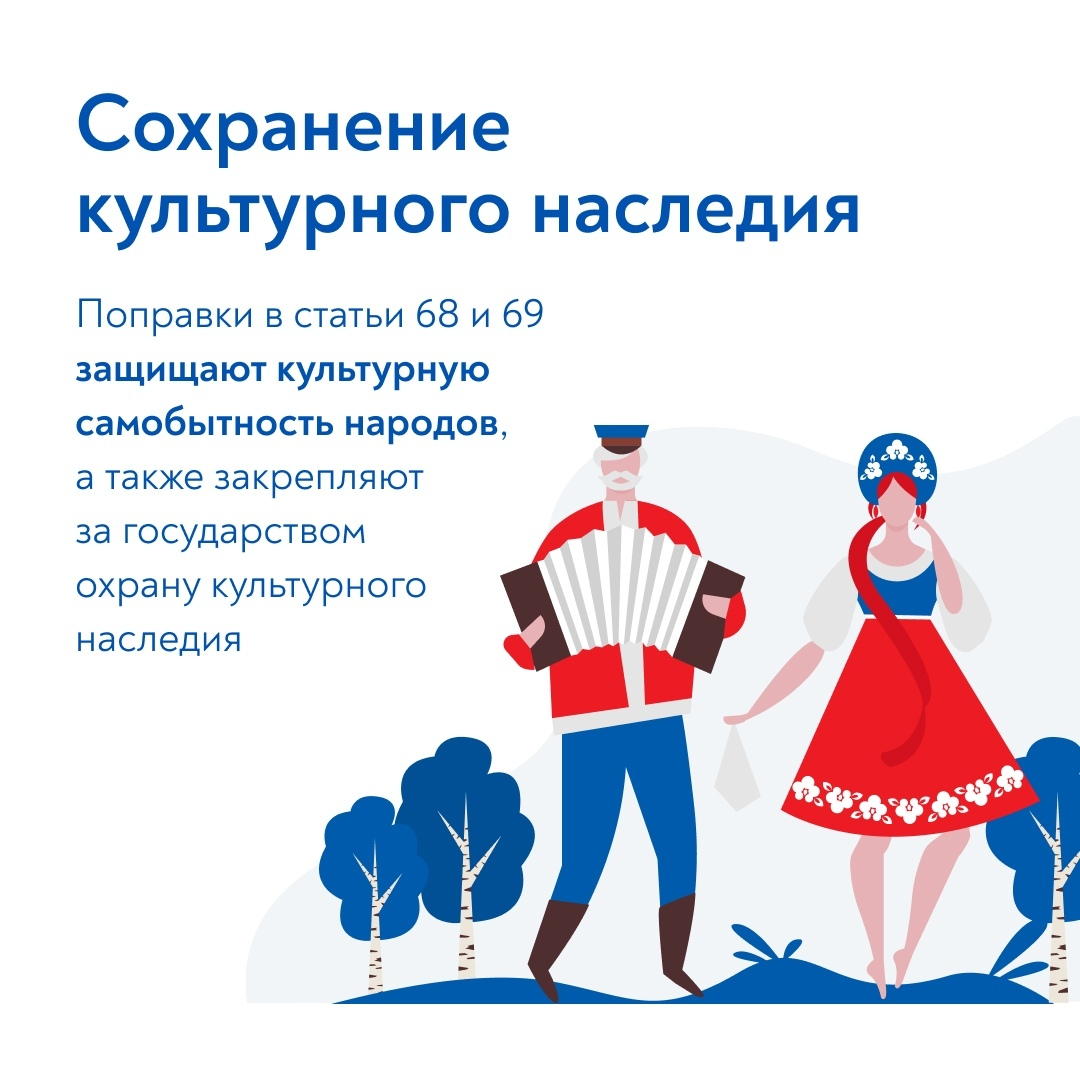 Сохранение
культурного наследия
Поправки в статьи 68 и 69
защищают культурную
самобытность народов,
а также закрепляют
за государством
охрану культурного
наследия